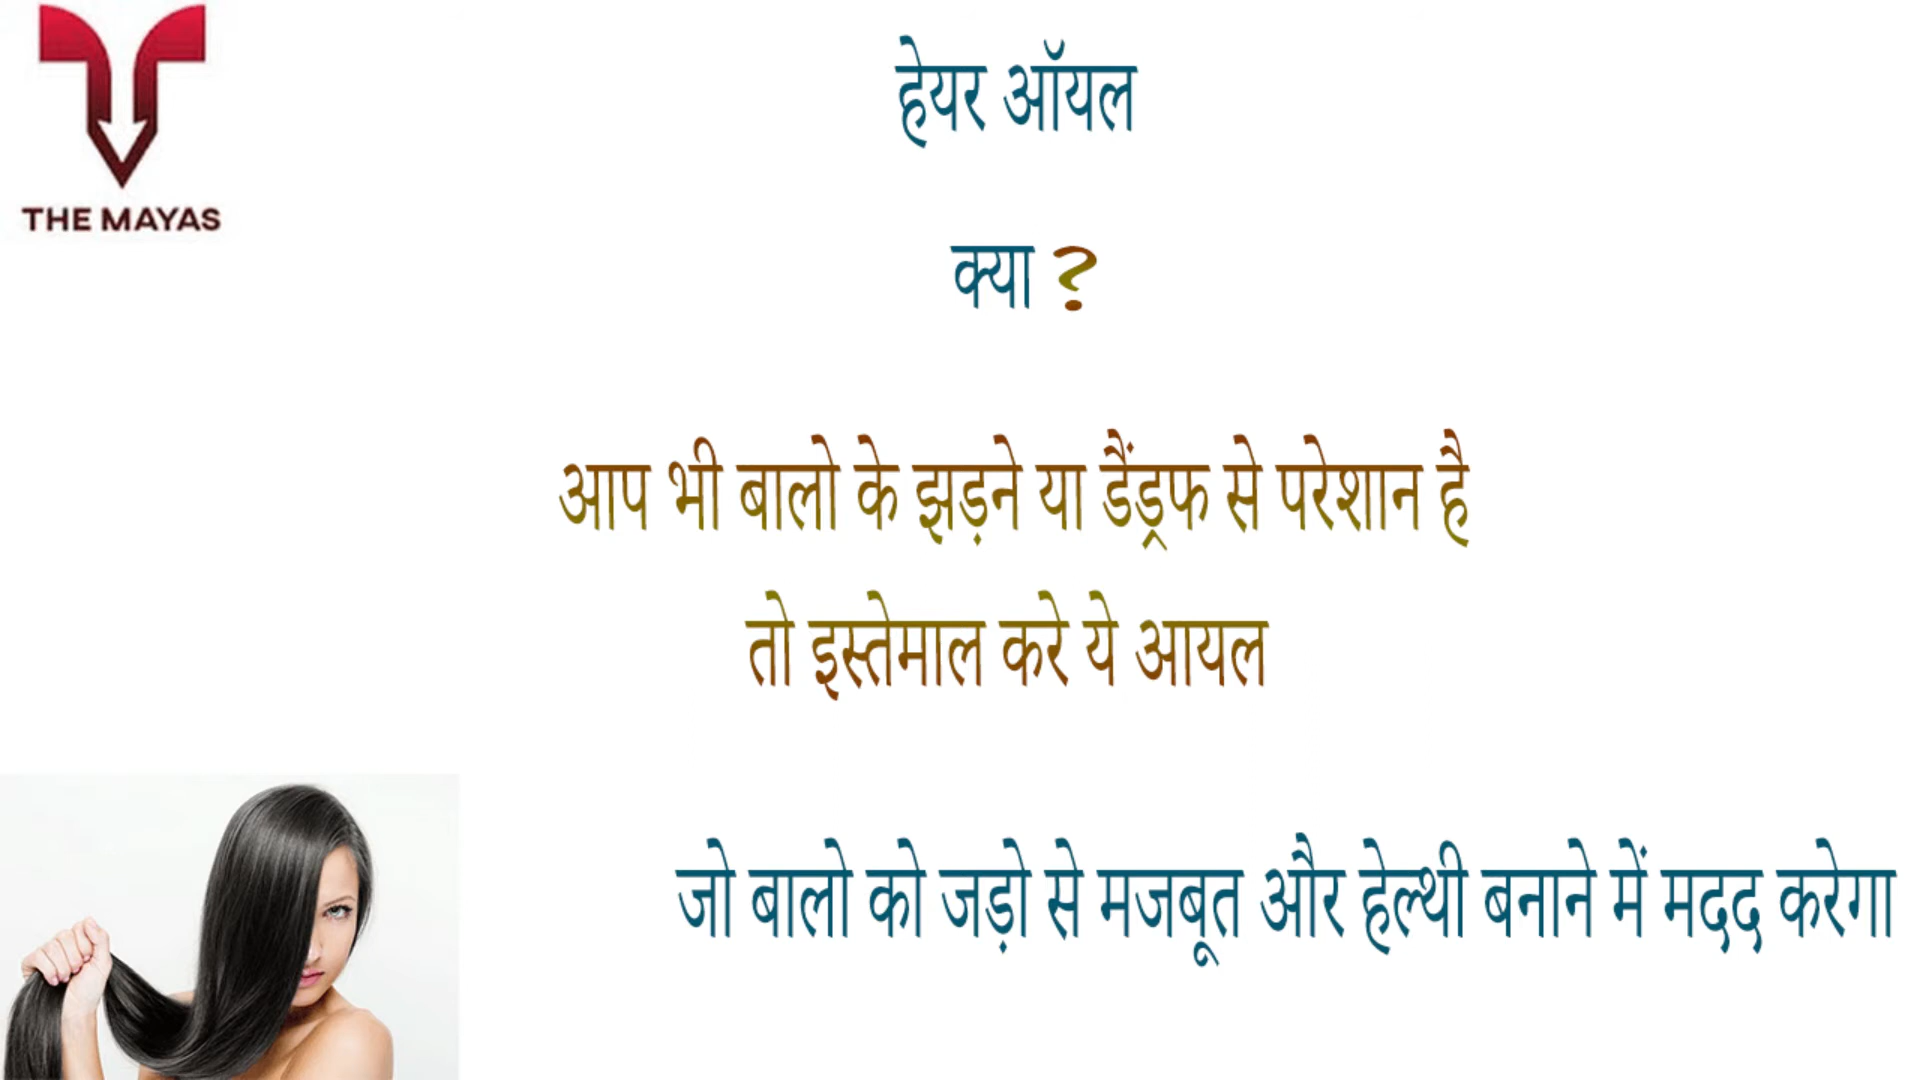 THE MAYAS
हेयर ऑयल
क्या ?
आप भी बालो के झड़ने या डैंड्रफ से परेशान है
तो इस्तेमाल करे ये आयल
जो बालो को जड़ो से मजबूत और हेल्थी बनाने में मदद करेगा